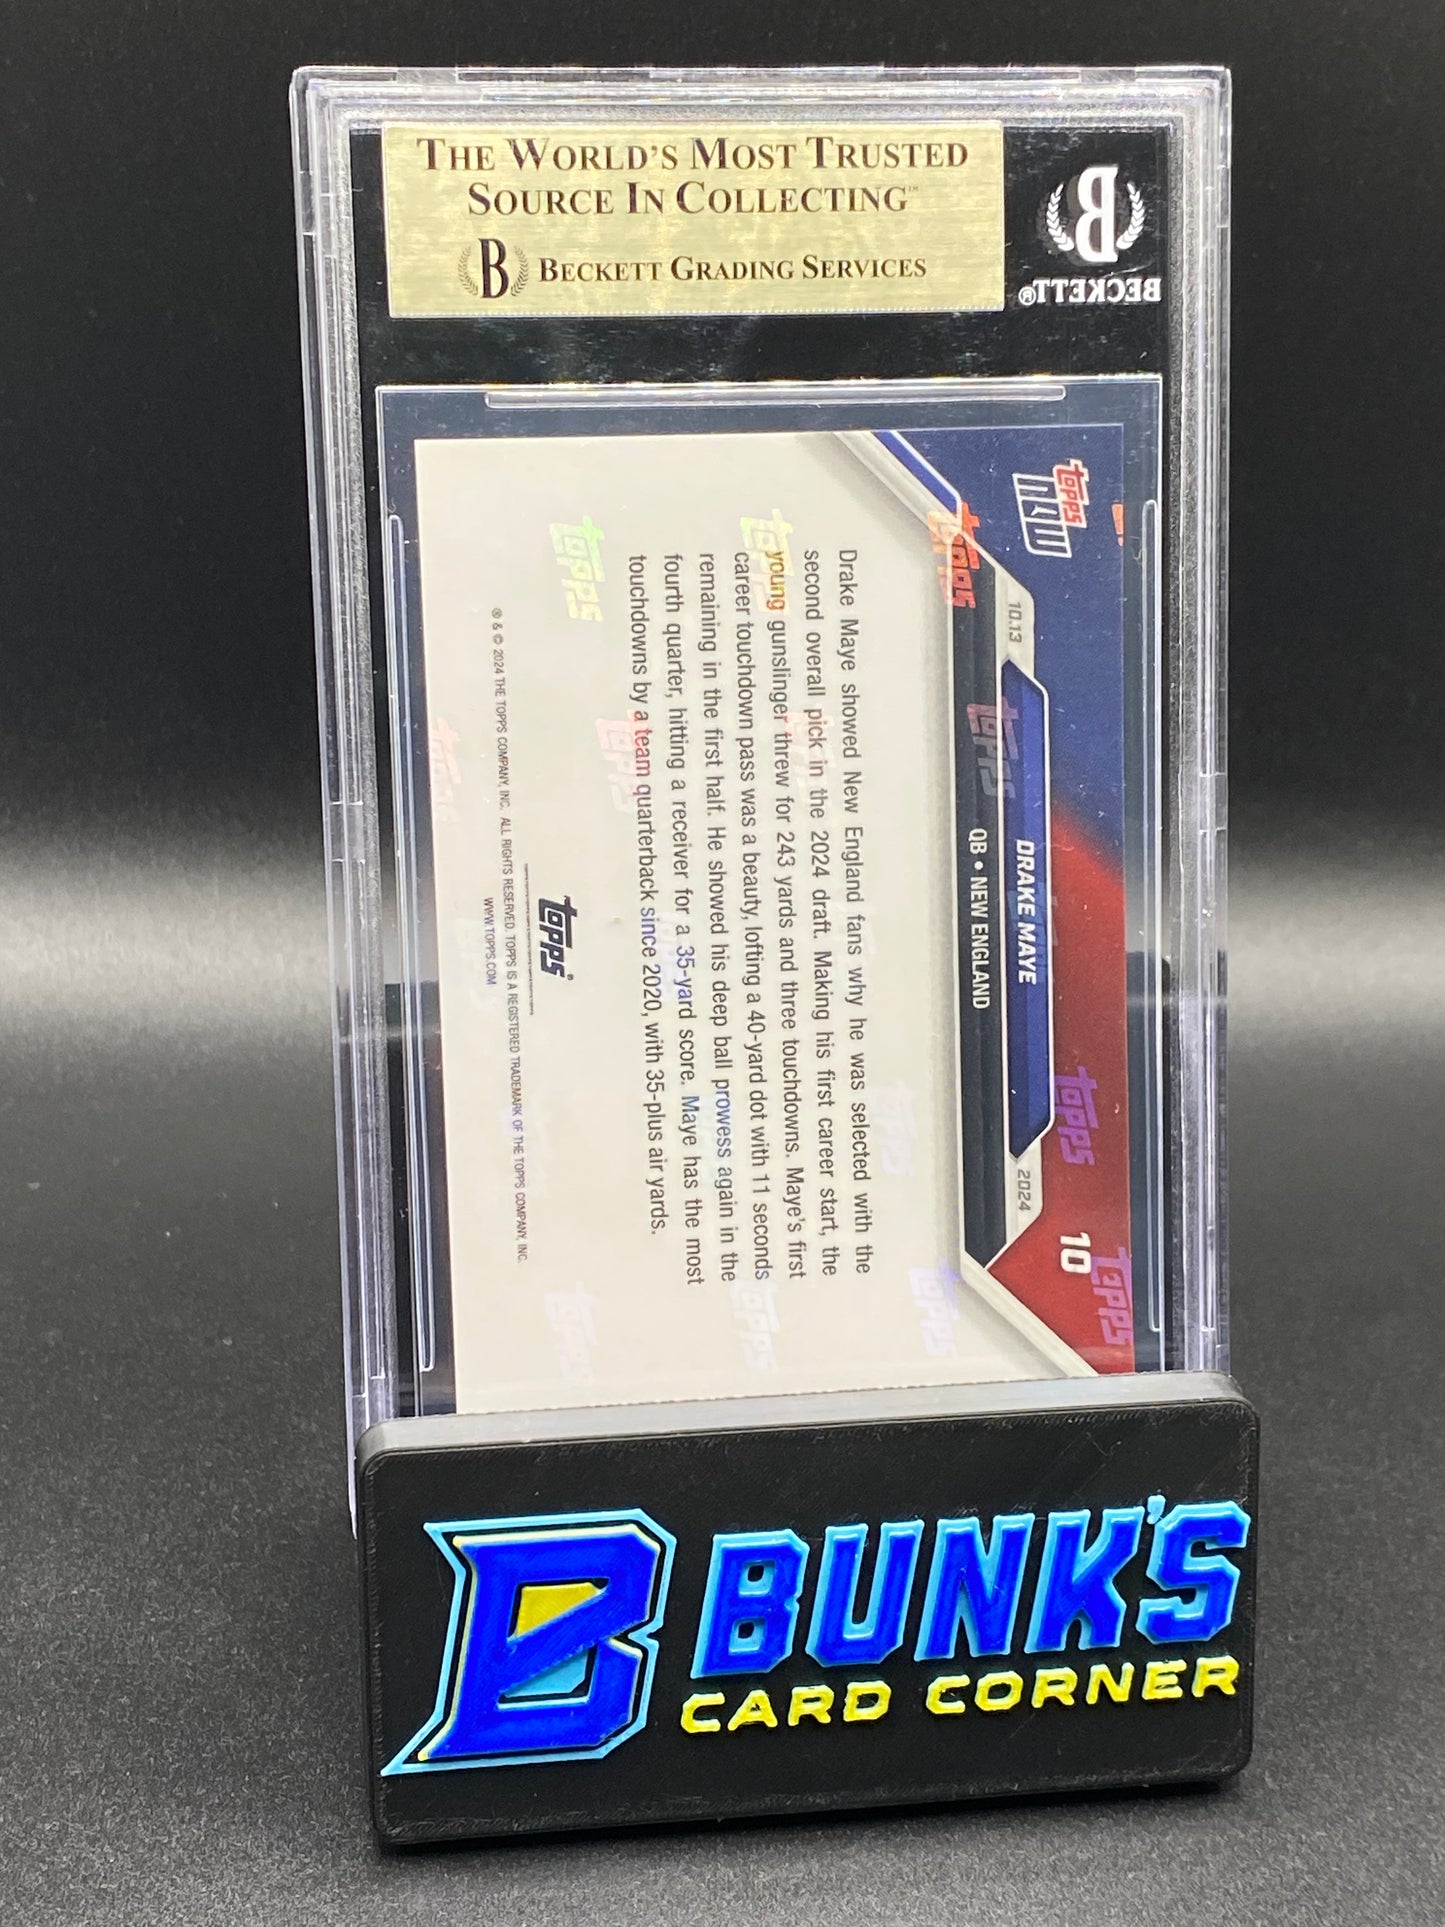 THE WORLD'S MOST TRUSTED
SOURCE IN COLLECTING™
B BECKETT GRADING SERVICES
B
BECKETT®
topps
NOW
10
10.13
DRAKE MAYE
2024
QB • NEW ENGLAND
Drake Maye showed New England fans why he was selected with the
second overall pick in the 2024 draft. Making his first career start, the
young gunslinger threw for 243 yards and three touchdowns. Maye's first
career touchdown pass was a beauty, lofting a 40-yard dot with 11 seconds
remaining in the first half. He showed his deep ball prowess again in the
fourth quarter, hitting a receiver for a 35-yard score. Maye has the most
touchdowns by a team quarterback since 2020, with 35-plus air yards.
topps®
® & © 2024 THE TOPPS COMPANY, INC. ALL RIGHTS RESERVED. TOPPS IS A REGISTERED TRADEMARK OF THE TOPPS COMPANY, INC.
WWW.TOPPS.COM
B BUNK'S
CARD CORNER